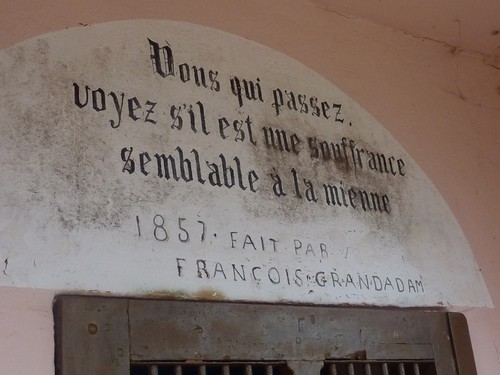 Vous qui passez.
voyez s'il est une souffrance
semblable à la mienne
1857. FAIT PAR
FRANÇOIS-GRANDADAM